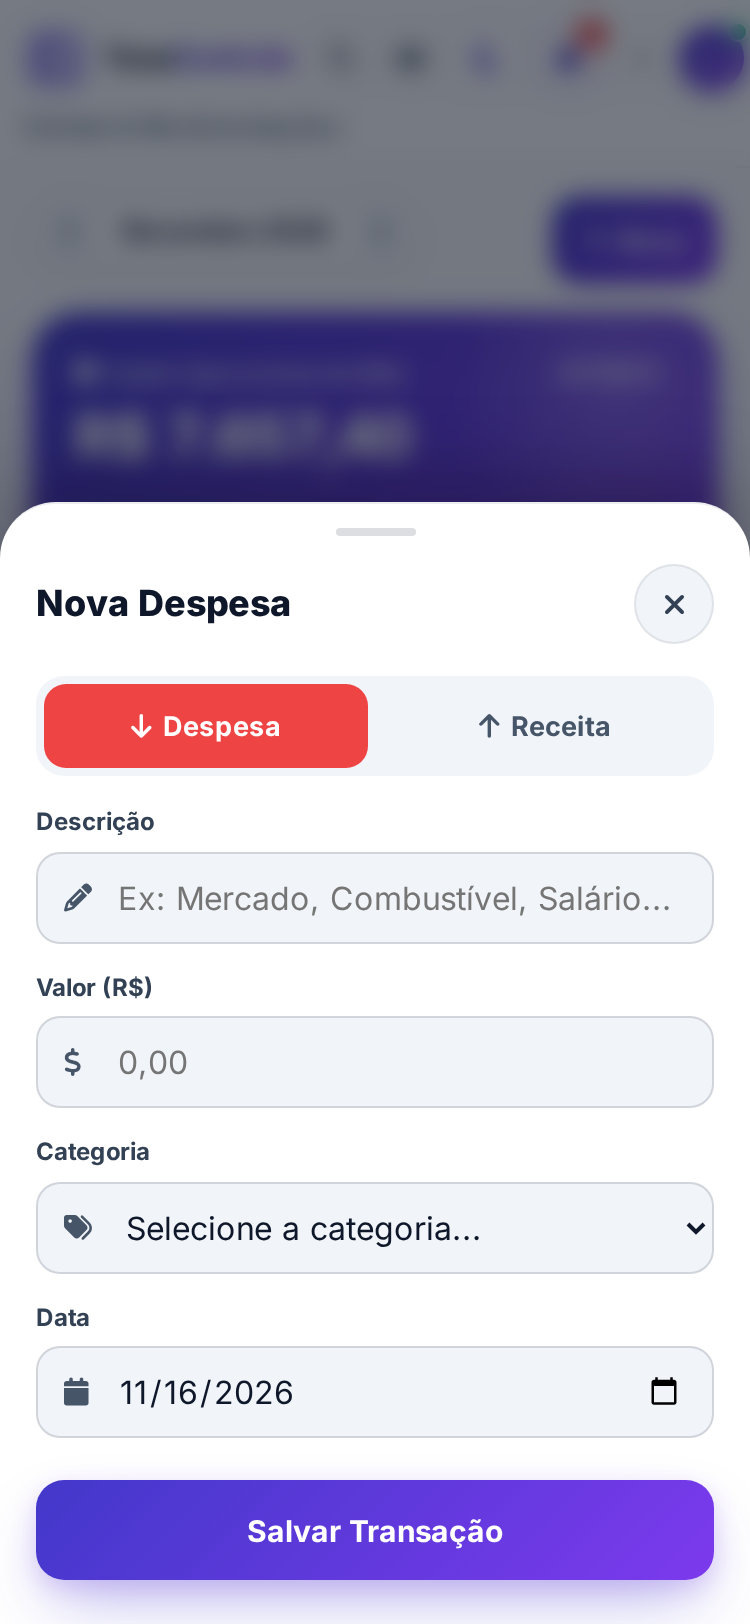 Nova Despesa
Despesa
Receita
Descrição
Ex: Mercado, Combustível, Salário...
Valor (R$)
$ 0,00
Categoria
Selecione a categoria...
Data
11/16/2026
Salvar Transação